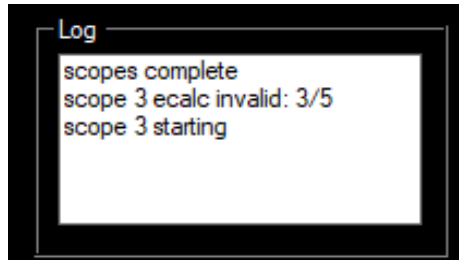 Log
scopes complete
scope 3 ecalc invalid: 3/5
scope 3 starting